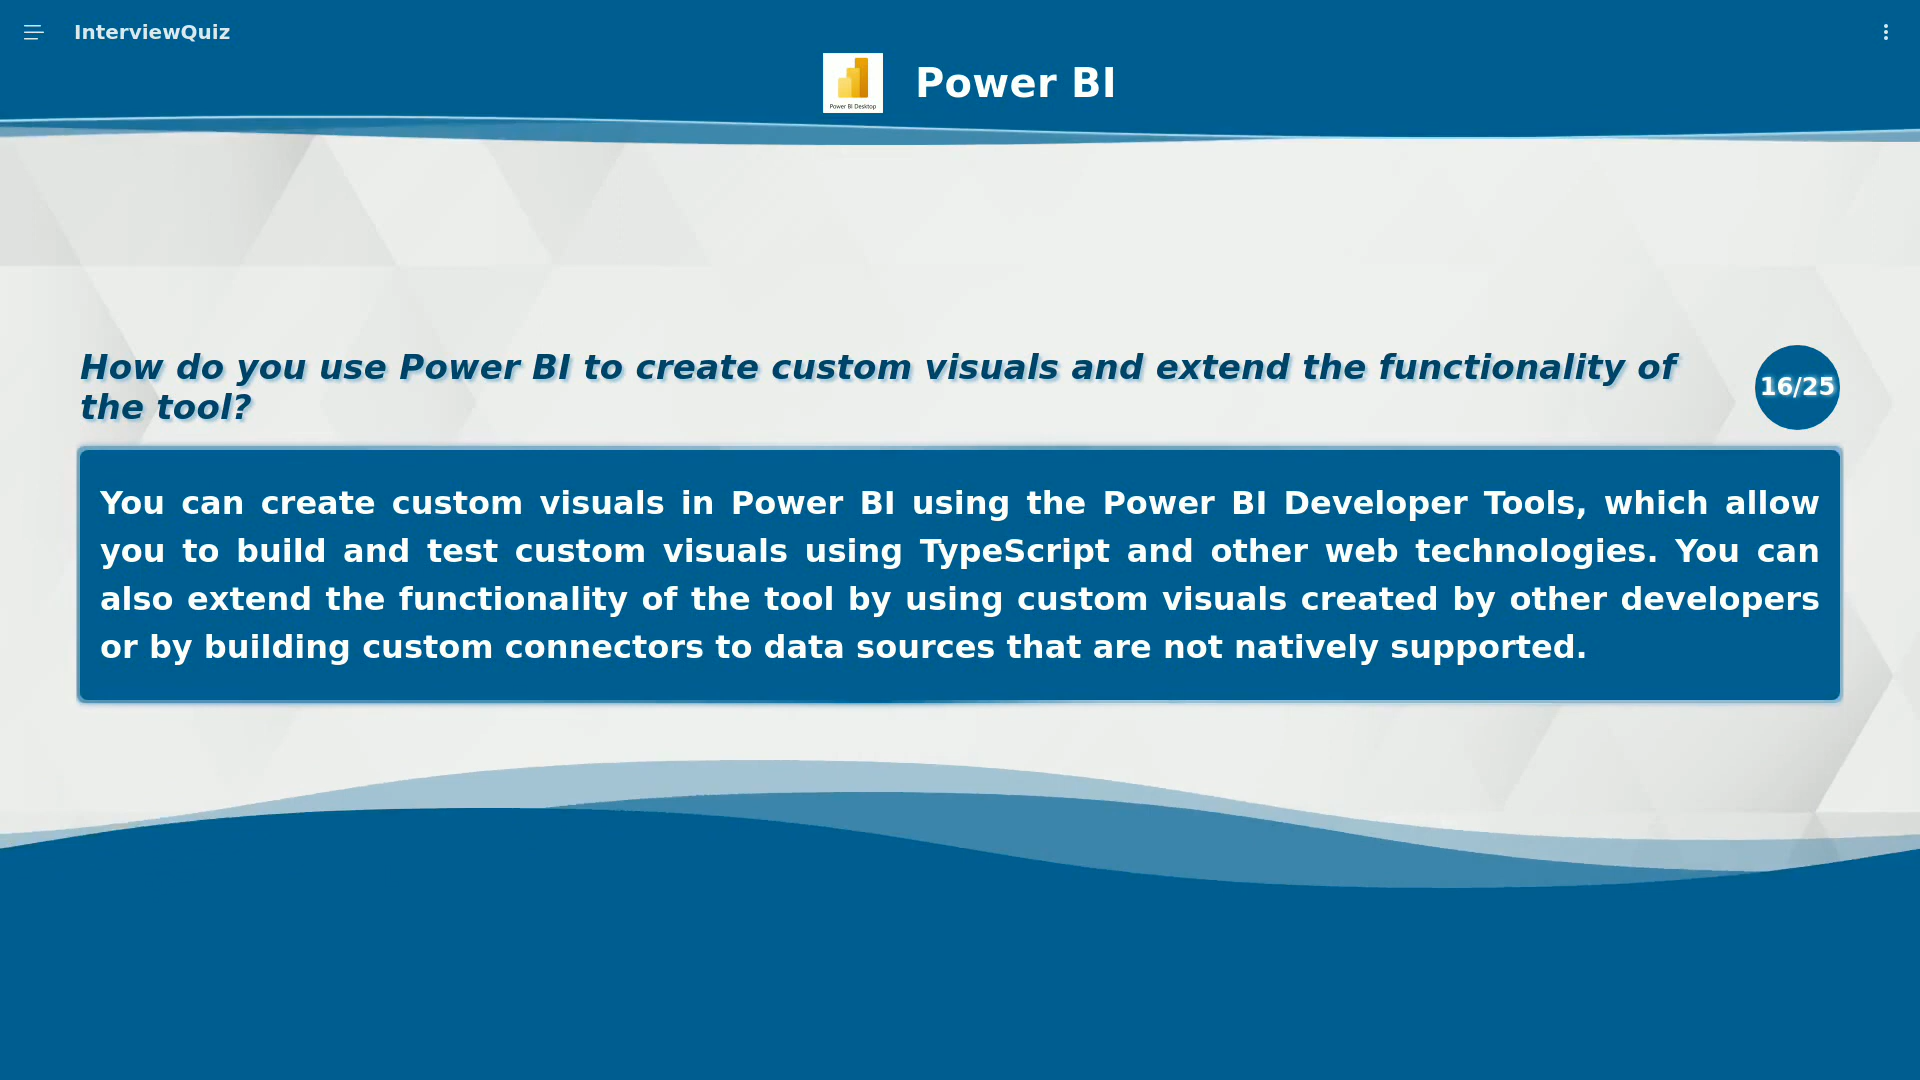 InterviewQuiz
Power BI Desktop
Power BI
How do you use Power BI to create custom visuals and extend the functionality of
the tool?
16/25
You can create custom visuals in Power BI using the Power BI Developer Tools, which allow
you to build and test custom visuals using TypeScript and other web technologies. You can
also extend the functionality of the tool by using custom visuals created by other developers
or by building custom connectors to data sources that are not natively supported.